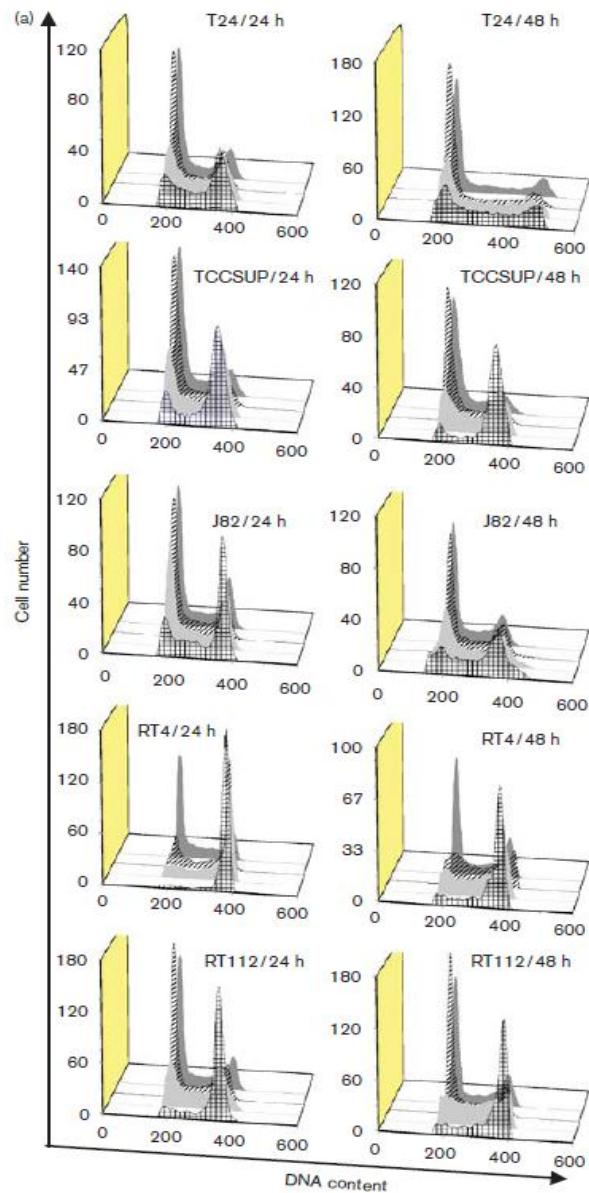 (a)
T24/24 h
T24/48 h
120
80
40
0
0 200 400 600
180
120
60
0
0 200 400 600
TCCSUP/24 h
TCCSUP/48 h
140
93
47
0
0 200 400 600
120
80
40
0
0 200 400 600
J82/24 h
J82/48 h
120
80
40
0
0 200 400 600
120
80
40
0
0 200 400 600
RT4/24 h
RT4/48 h
180
120
60
0
0 200 400 600
100
67
33
0
0 200 400 600
RT112/24 h
RT112/48 h
180
120
60
0
0 200 400 600
180
120
60
0
0 200 400 600
Cell number
DNA content